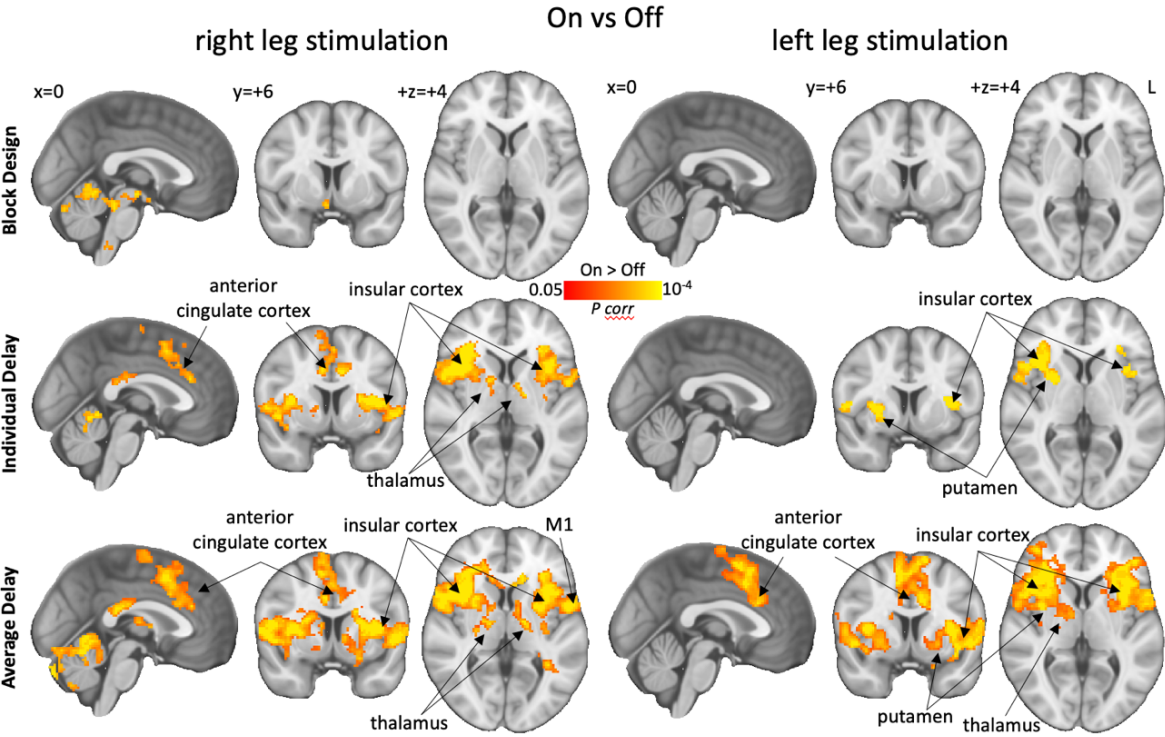 On vs Off
right leg stimulation
left leg stimulation
x=0
y=+6
+z=+4
x=0
y=+6
+z=+4
L
Block Design
On > Off
0.05
10-4
P corr
anterior
cingulate cortex
insular cortex
insular cortex
Individual Delay
thalamus
putamen
anterior
cingulate cortex
insular cortex
M1
anterior
cingulate cortex
insular cortex
Average Delay
thalamus
putamen
thalamus